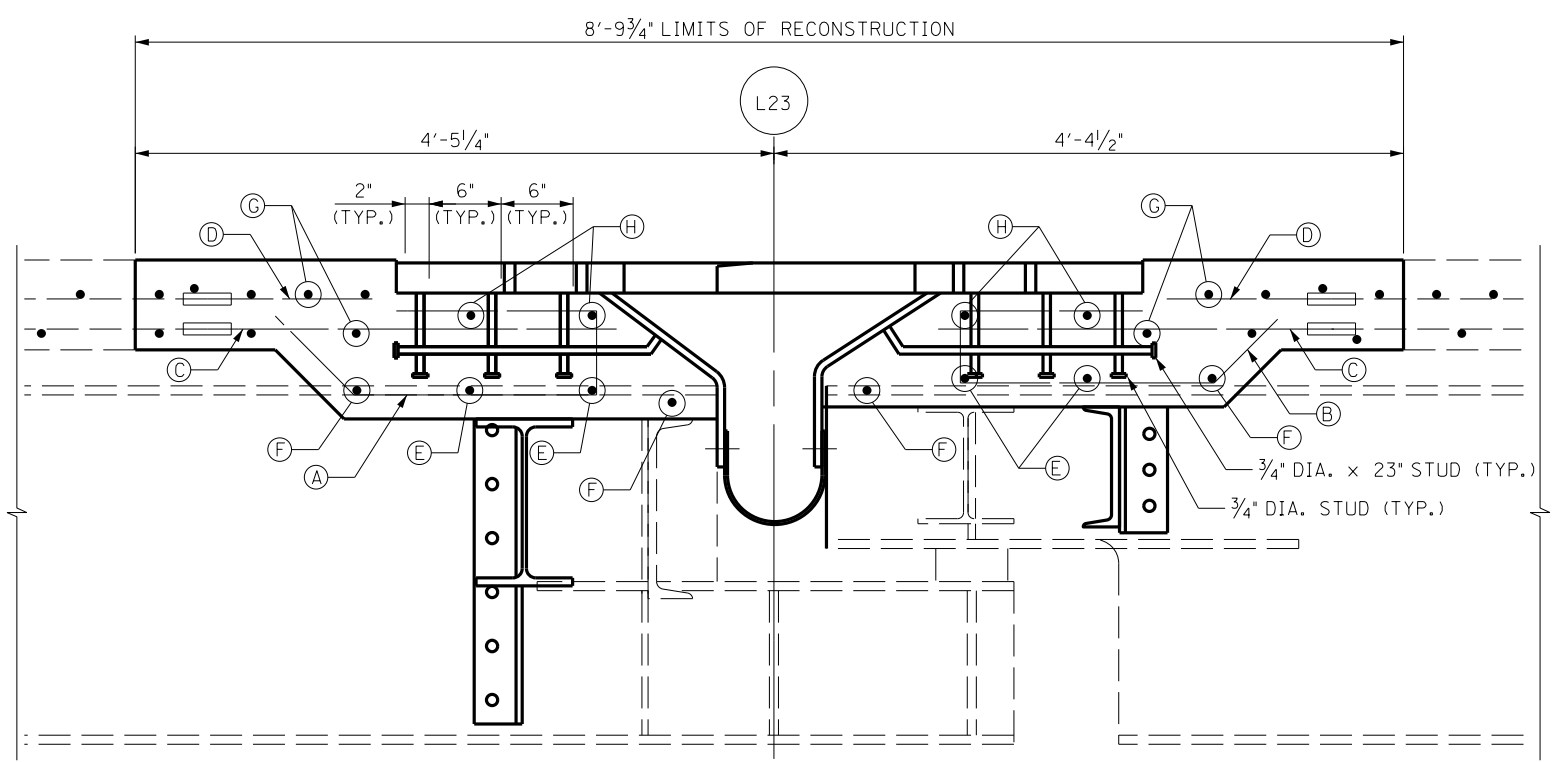 8'-9¾" LIMITS OF RECONSTRUCTION
L23
4'-5¼"
4'-4½"
2"
(TYP.)
6"
(TYP.)
6"
(TYP.)
G
D
H
H
G
D
C
C
B
F
E
E
A
F
F
E
F
¾" DIA. x 23" STUD (TYP.)
¾" DIA. STUD (TYP.)